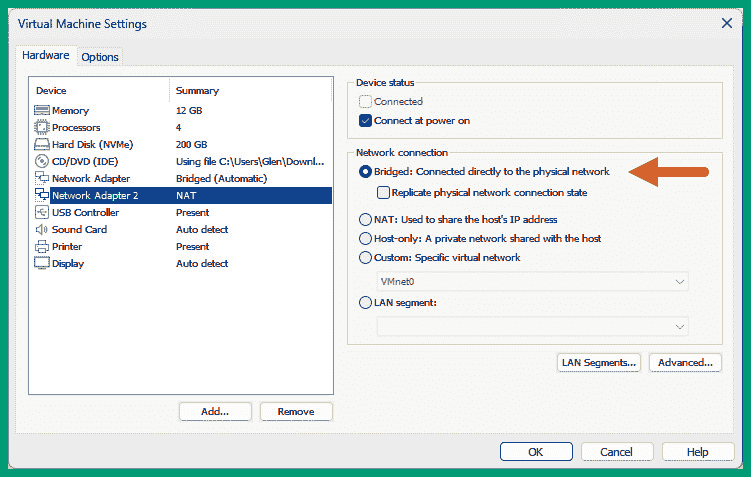 Virtual Machine Settings
Hardware
Options
Device Summary
Memory 12 GB
Processors 4
Hard Disk (NVMe) 200 GB
CD/DVD (IDE) Using file C:\Users\Glen\Downl...
Network Adapter Bridged (Automatic)
Network Adapter 2 NAT
USB Controller Present
Sound Card Auto detect
Printer Present
Display Auto detect
Add... Remove
Device status
Connected
Connect at power on
Network connection
Bridged: Connected directly to the physical network
Replicate physical network connection state
NAT: Used to share the host's IP address
Host-only: A private network shared with the host
Custom: Specific virtual network
VMnet0
LAN segment:
LAN Segments... Advanced...
OK Cancel Help